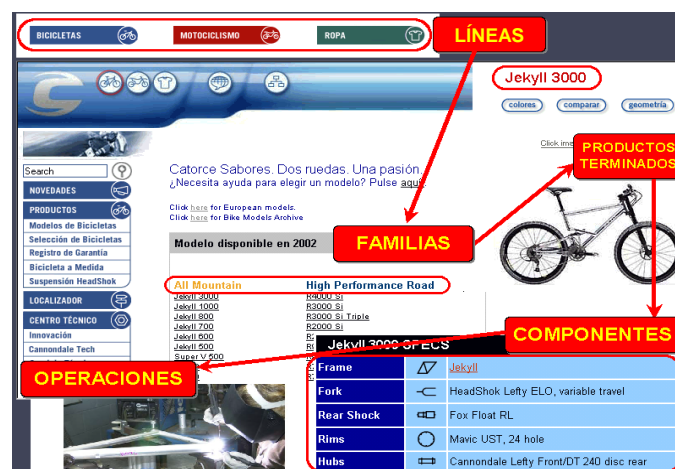 BICICLETAS
MOTOCICLISMO
ROPA
LÍNEAS
Jekyll 3000
colores
comparar
geometría
Click
PRODUCTOS
TERMINADOS
Search
Catorce Sabores. Dos ruedas. Una pasión.
¿Necesita ayuda para elegir un modelo? Pulse aquí.
NOVEDADES
PRODUCTOS
Modelos de Bicicletas
Selección de Bicicletas
Registro de Garantía
Bicicleta a Medida
Suspensión HeadShok
LOCALIZADOR
CENTRO TÉCNICO
Innovación
Cannondale Tech
Click here for European models.
Click here for Bike Models Archive
Modelo disponible en 2002
FAMILIAS
All Mountain High Performance Road
Jekyll 3000 R4000 Si
Jekyll 1000 R3000 Si
Jekyll 800 R3000 Si Triple
Jekyll 700 R2000 Si
Jekyll 600
Jekyll 500
Super V 500
OPERACIONES
COMPONENTES
Jekyll 3000 SPECS
Frame Jekyll
Fork HeadShok Lefty ELO, variable travel
Rear Shock Fox Float RL
Rims Mavic UST, 24 hole
Hubs Cannondale Lefty Front/DT 240 disc rear